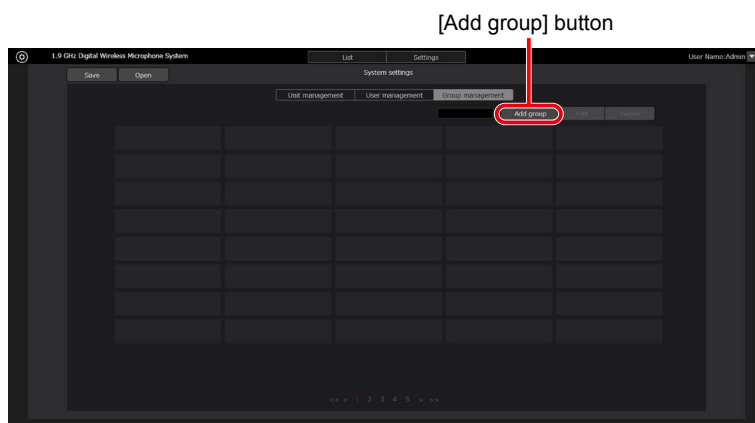 [Add group] button
1.9 GHz Digital Wireless Microphone System
List Settings
User Name:Admin
Save Open
System settings
Unit management User management Group management
Add group Edit Delete
<< < 1 2 3 4 5 > >>